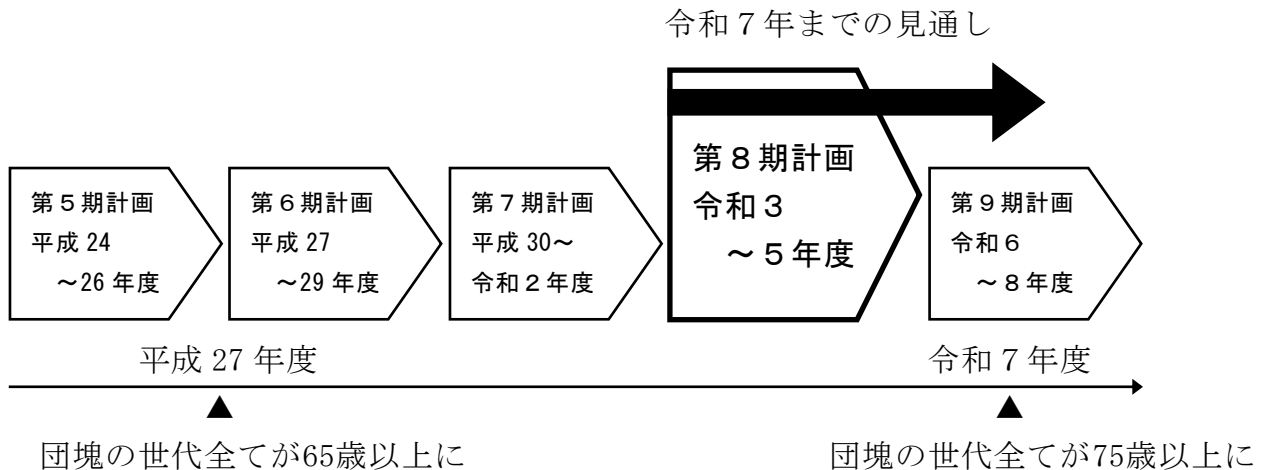 令和７年までの見通し
第５期計画
平成 24
～26 年度
第６期計画
平成 27
～29 年度
第７期計画
平成 30～
令和２年度
第８期計画
令和３
～５年度
第９期計画
令和６
～８年度
平成 27 年度
令和７年度
▲
▲
団塊の世代全てが65歳以上に
団塊の世代全てが75歳以上に